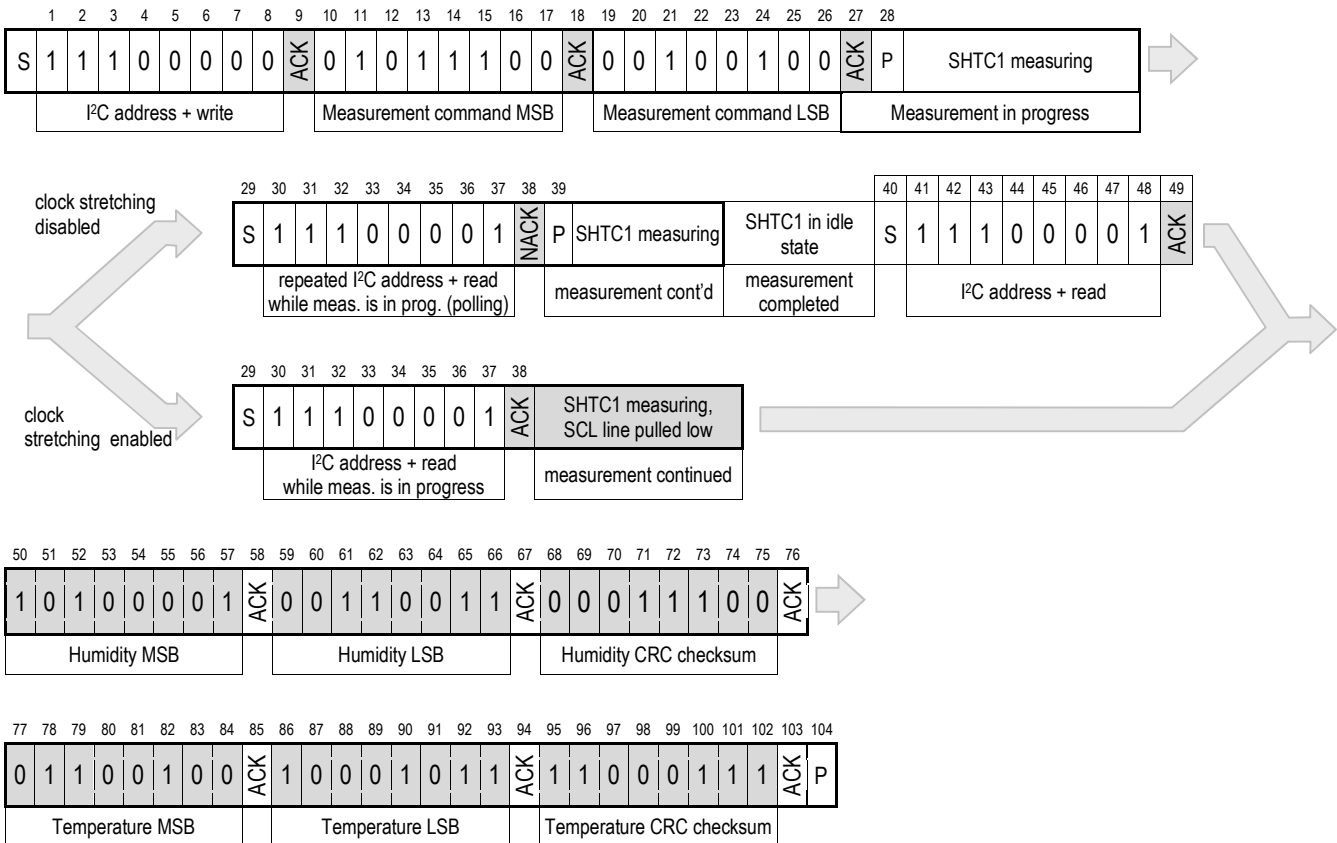 1 2 3 4 5 6 7 8 9 10 11 12 13 14 15 16 17 18 19 20 21 22 23 24 25 26 27 28
S 1 1 1 0 0 0 0 0 ACK 0 1 0 1 1 1 0 0 ACK 0 0 1 0 0 1 0 0 ACK P SHTC1 measuring
I²C address + write Measurement command MSB Measurement command LSB Measurement in progress
clock stretching
disabled
29 30 31 32 33 34 35 36 37 38 39
S 1 1 1 0 0 0 0 1 NACK P SHTC1 measuring
repeated I²C address + read
while meas. is in prog. (polling)
measurement cont'd
SHTC1 in idle
state
measurement
completed
40 41 42 43 44 45 46 47 48 49
S 1 1 1 0 0 0 0 1 ACK
I²C address + read
clock
stretching enabled
29 30 31 32 33 34 35 36 37 38
S 1 1 1 0 0 0 0 1 ACK
SHTC1 measuring,
SCL line pulled low
I²C address + read
while meas. is in progress
measurement continued
50 51 52 53 54 55 56 57 58 59 60 61 62 63 64 65 66 67 68 69 70 71 72 73 74 75 76
1 0 1 0 0 0 0 1 ACK 0 0 1 1 0 0 1 1 ACK 0 0 0 1 1 1 0 0 ACK
Humidity MSB Humidity LSB Humidity CRC checksum
77 78 79 80 81 82 83 84 85 86 87 88 89 90 91 92 93 94 95 96 97 98 99 100 101 102 103 104
0 1 1 0 0 1 0 0 ACK 1 0 0 0 1 0 1 1 ACK 1 1 0 0 0 1 1 1 ACK P
Temperature MSB Temperature LSB Temperature CRC checksum